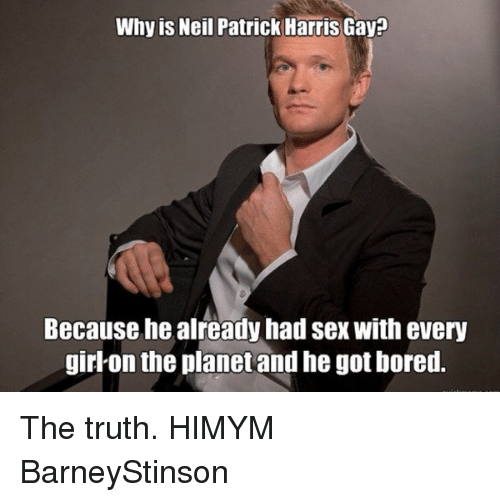 Why is Neil Patrick Harris Gay?
Because he already had sex with every
girl on the planet and he got bored.
The truth. HIMYM
BarneyStinson